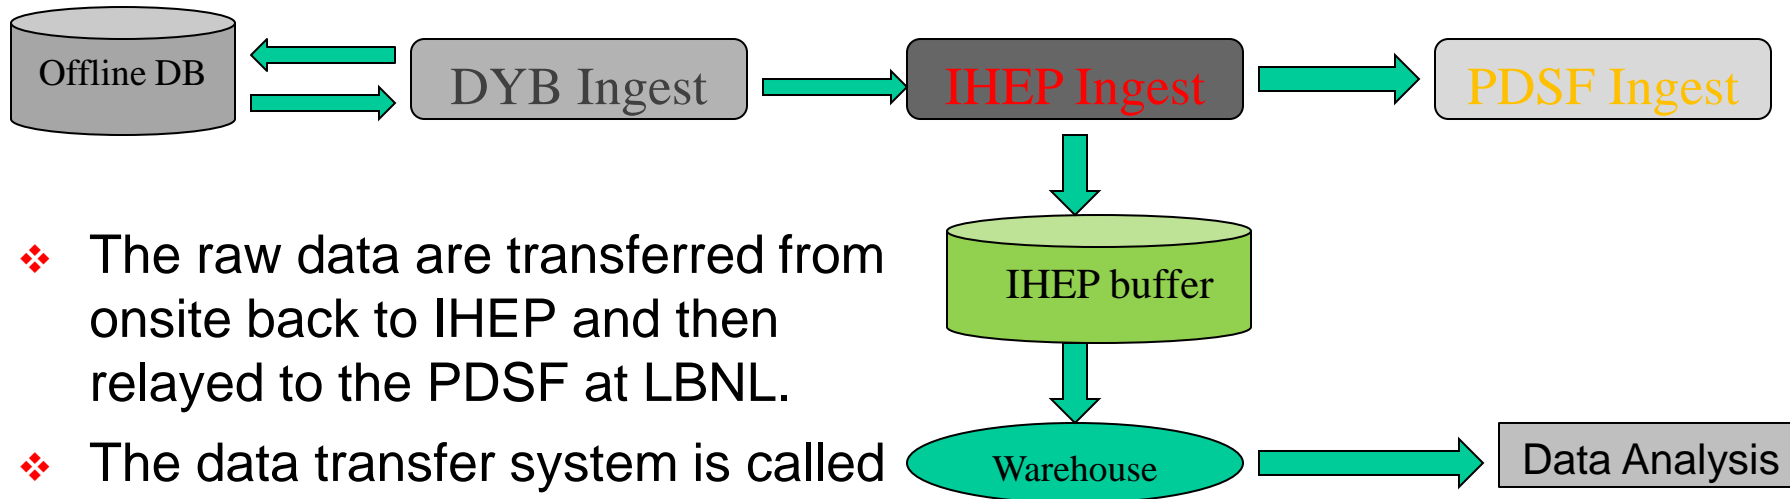 Offline DB
DYB Ingest
IHEP Ingest
PDSF Ingest
IHEP buffer
The raw data are transferred from
onsite back to IHEP and then
relayed to the PDSF at LBNL.
The data transfer system is called
Warehouse
Data Analysis